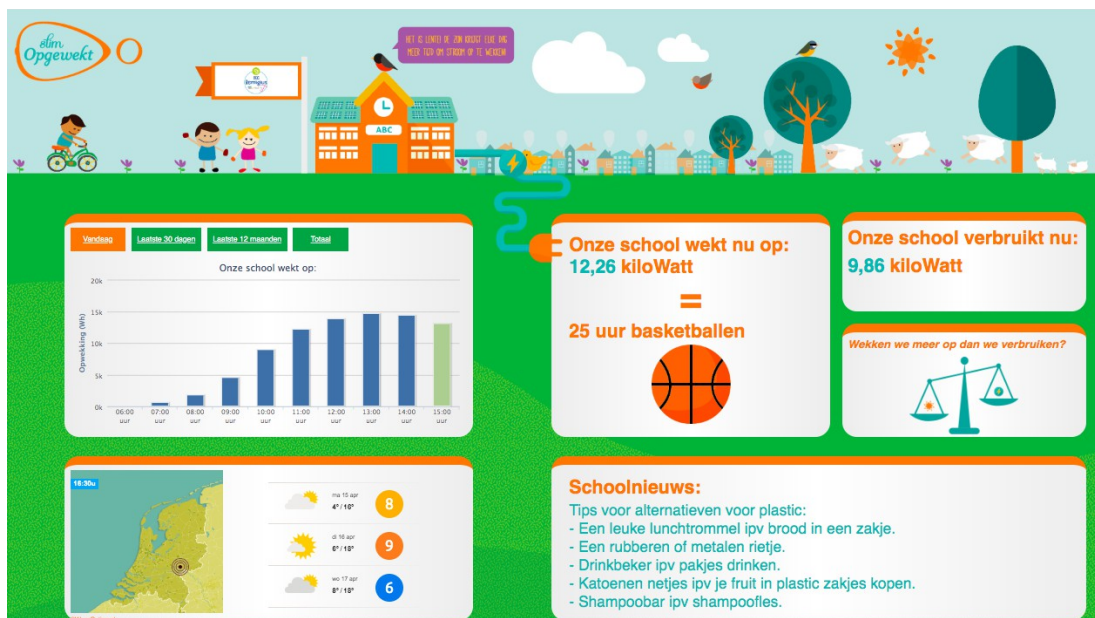 slim
Opgewekt
HET IS LENTE! DE ZON KRIJGT ELKE DAG
MEER TIJD OM STROOM OP TE WEKKEN!
ABC
Vandaag
Laatste 30 dagen
Laatste 12 maanden
Totaal
Onze school wekt op:
Opwekking (Wh)
20k
15k
10k
5k
0k
06:00 uur
07:00 uur
08:00 uur
09:00 uur
10:00 uur
11:00 uur
12:00 uur
13:00 uur
14:00 uur
15:00 uur
Onze school wekt nu op:
12,26 kiloWatt
=
25 uur basketballen
Onze school verbruikt nu:
9,86 kiloWatt
Wekken we meer op dan we verbruiken?
18:30u
ma 15 apr
4° / 16°
8
di 16 apr
6° / 18°
9
wo 17 apr
8° / 18°
6
Schoolnieuws:
Tips voor alternatieven voor plastic:
- Een leuke lunchtrommel ipv brood in een zakje.
- Een rubberen of metalen rietje.
- Drinkbeker ipv pakjes drinken.
- Katoenen netjes ipv je fruit in plastic zakjes kopen.
- Shampoobar ipv shampoofles.